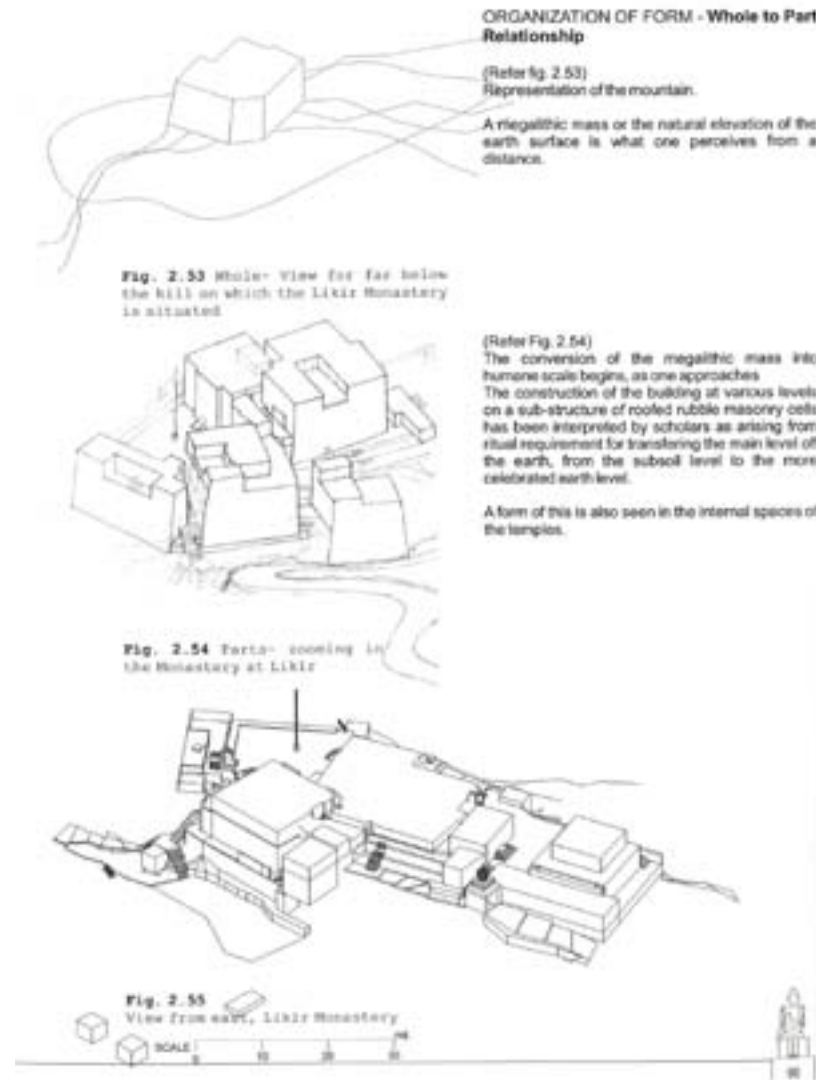 ORGANIZATION OF FORM - Whole to Part
Relationship
(Refer fig. 2.53)
Representation of the mountain.
A megalithic mass or the natural elevation of the
earth surface is what one perceives from a
distance.
Fig. 2.53 Whole- View for far below
the hill on which the Likir Monastery
is situated
(Refer Fig. 2.54)
The conversion of the megalithic mass into
humane scale begins, as one approaches
The construction of the building at various levels
on a sub-structure of roofed rubble masonry cells
has been interpreted by scholars as arising from
ritual requirement for transfering the main level off
the earth, from the subsoil level to the more
celebrated earth level.
A form of this is also seen in the internal spaces of
the temples.
Fig. 2.54 Parts- zooming in
the Monastery at Likir
Fig. 2.55
View from east, Likir Monastery
SCALE
0 10 20 30